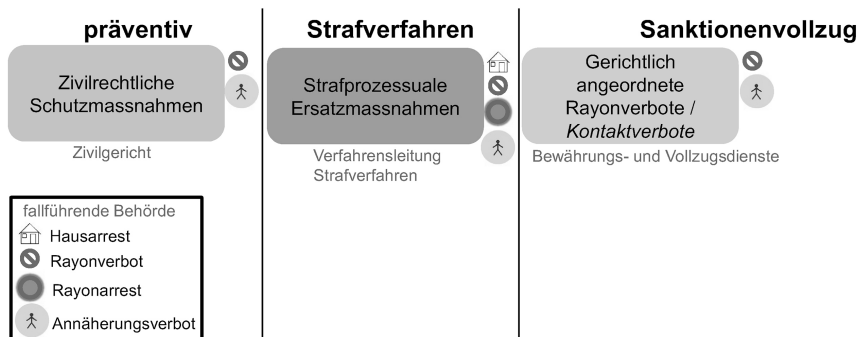 präventiv
Zivilrechtliche
Schutzmassnahmen
Zivilgericht
Strafverfahren
Strafprozessuale
Ersatzmassnahmen
Verfahrensleitung
Strafverfahren
Sanktionenvollzug
Gerichtlich
angeordnete
Rayonverbote /
Kontaktverbote
Bewährungs- und Vollzugsdienste
fallführende Behörde
Hausarrest
Rayonverbot
Rayonarrest
Annäherungsverbot